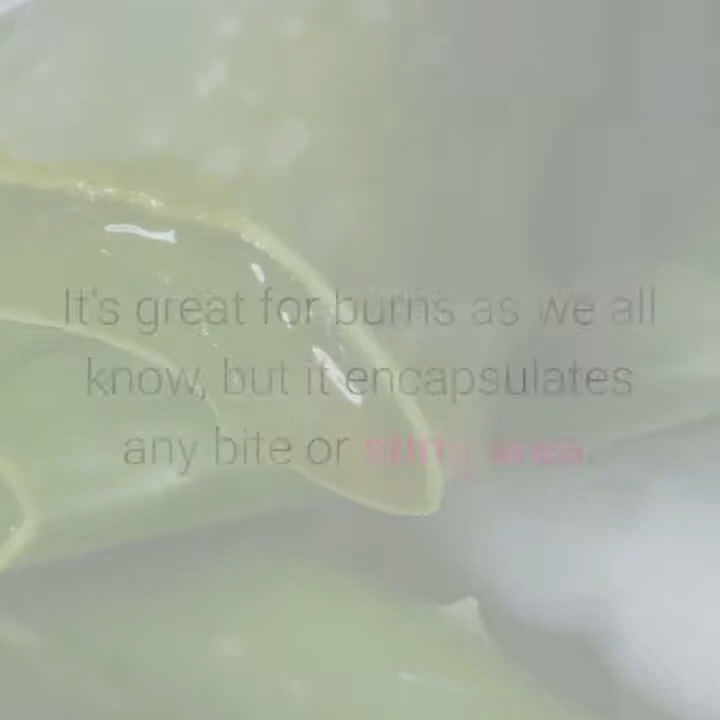 It's great for burns as we all
know, but it encapsulates
any bite or sting area.